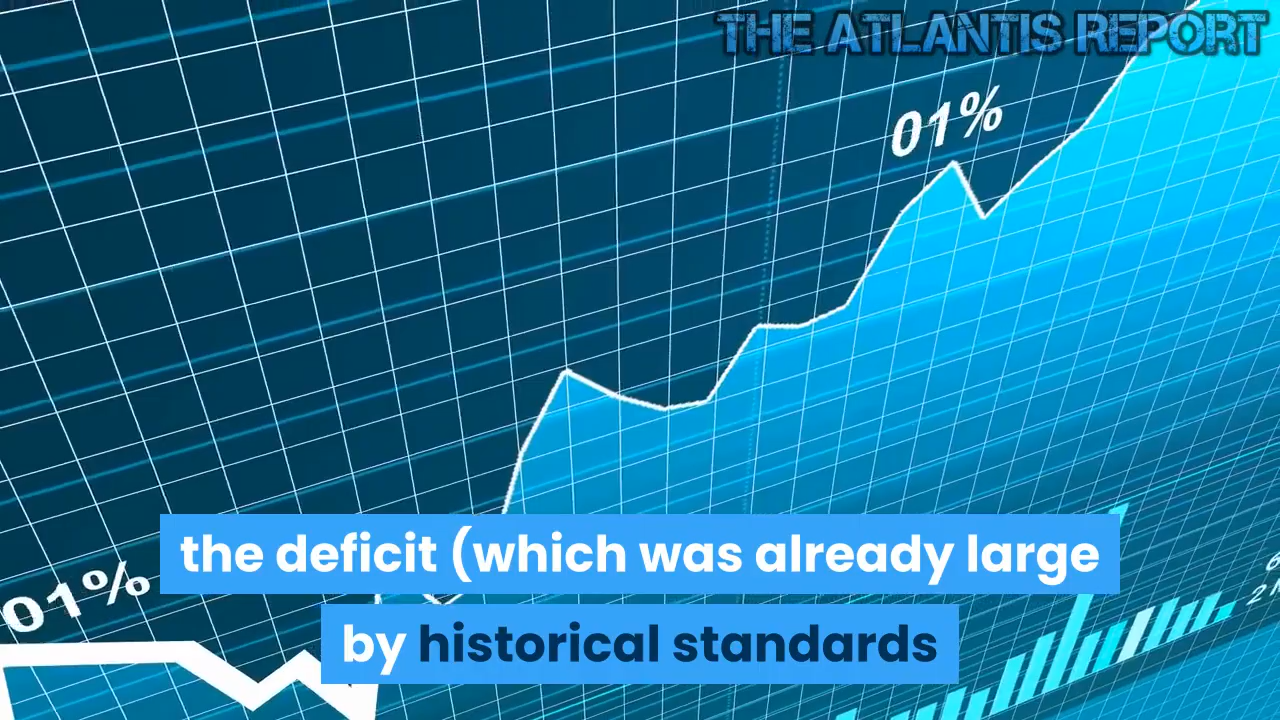 THE ATLANTIS REPORT
01%
01%
the deficit (which was already large
by historical standards